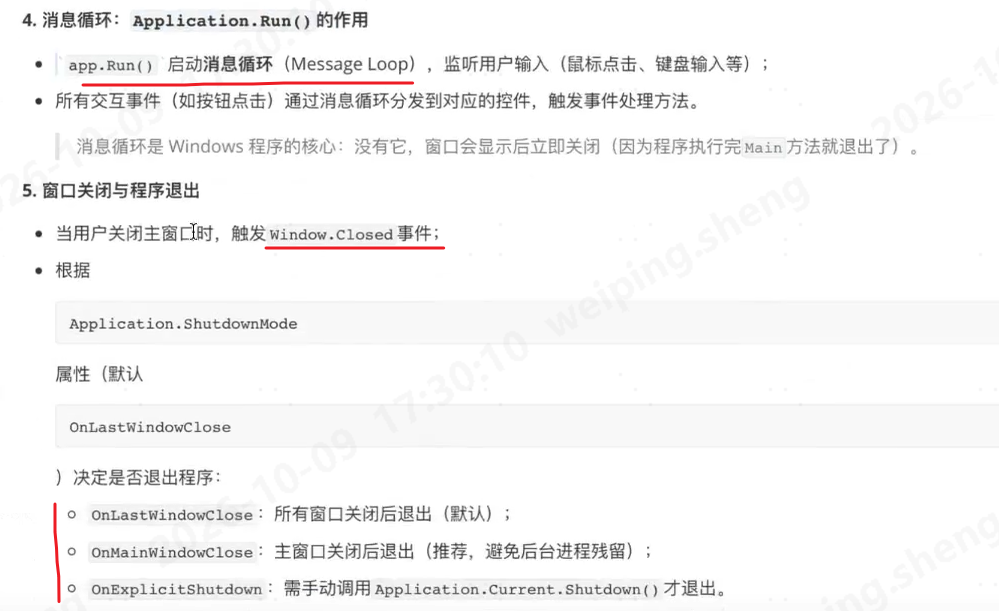 4. 消息循环：Application.Run()的作用
app.Run() 启动消息循环（Message Loop），监听用户输入（鼠标点击、键盘输入等）；
所有交互事件（如按钮点击）通过消息循环分发到对应的控件，触发事件处理方法。
消息循环是 Windows 程序的核心：没有它，窗口会显示后立即关闭（因为程序执行完Main方法就退出了）。
5. 窗口关闭与程序退出
当用户关闭主窗口时，触发Window.Closed事件；
根据
Application.ShutdownMode
属性（默认
OnLastWindowClose
）决定是否退出程序：
OnLastWindowClose：所有窗口关闭后退出（默认）；
OnMainWindowClose：主窗口关闭后退出（推荐，避免后台进程残留）；
OnExplicitShutdown：需手动调用Application.Current.Shutdown()才退出。
2026-10-09 17:30:10 weiping.sheng